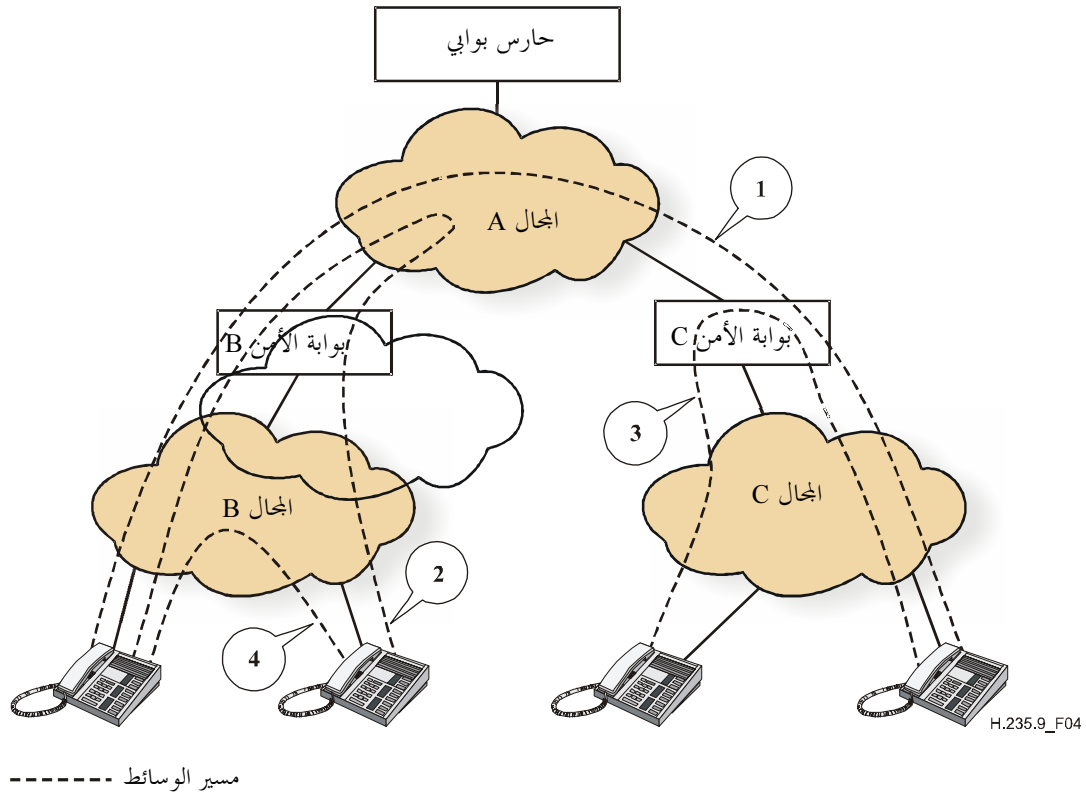 حارس بوابي
1
المجال A
بوابة الأمن B
بوابة الأمن C
3
المجال B
المجال C
2
4
H.235.9_F04
مسير الوسائط